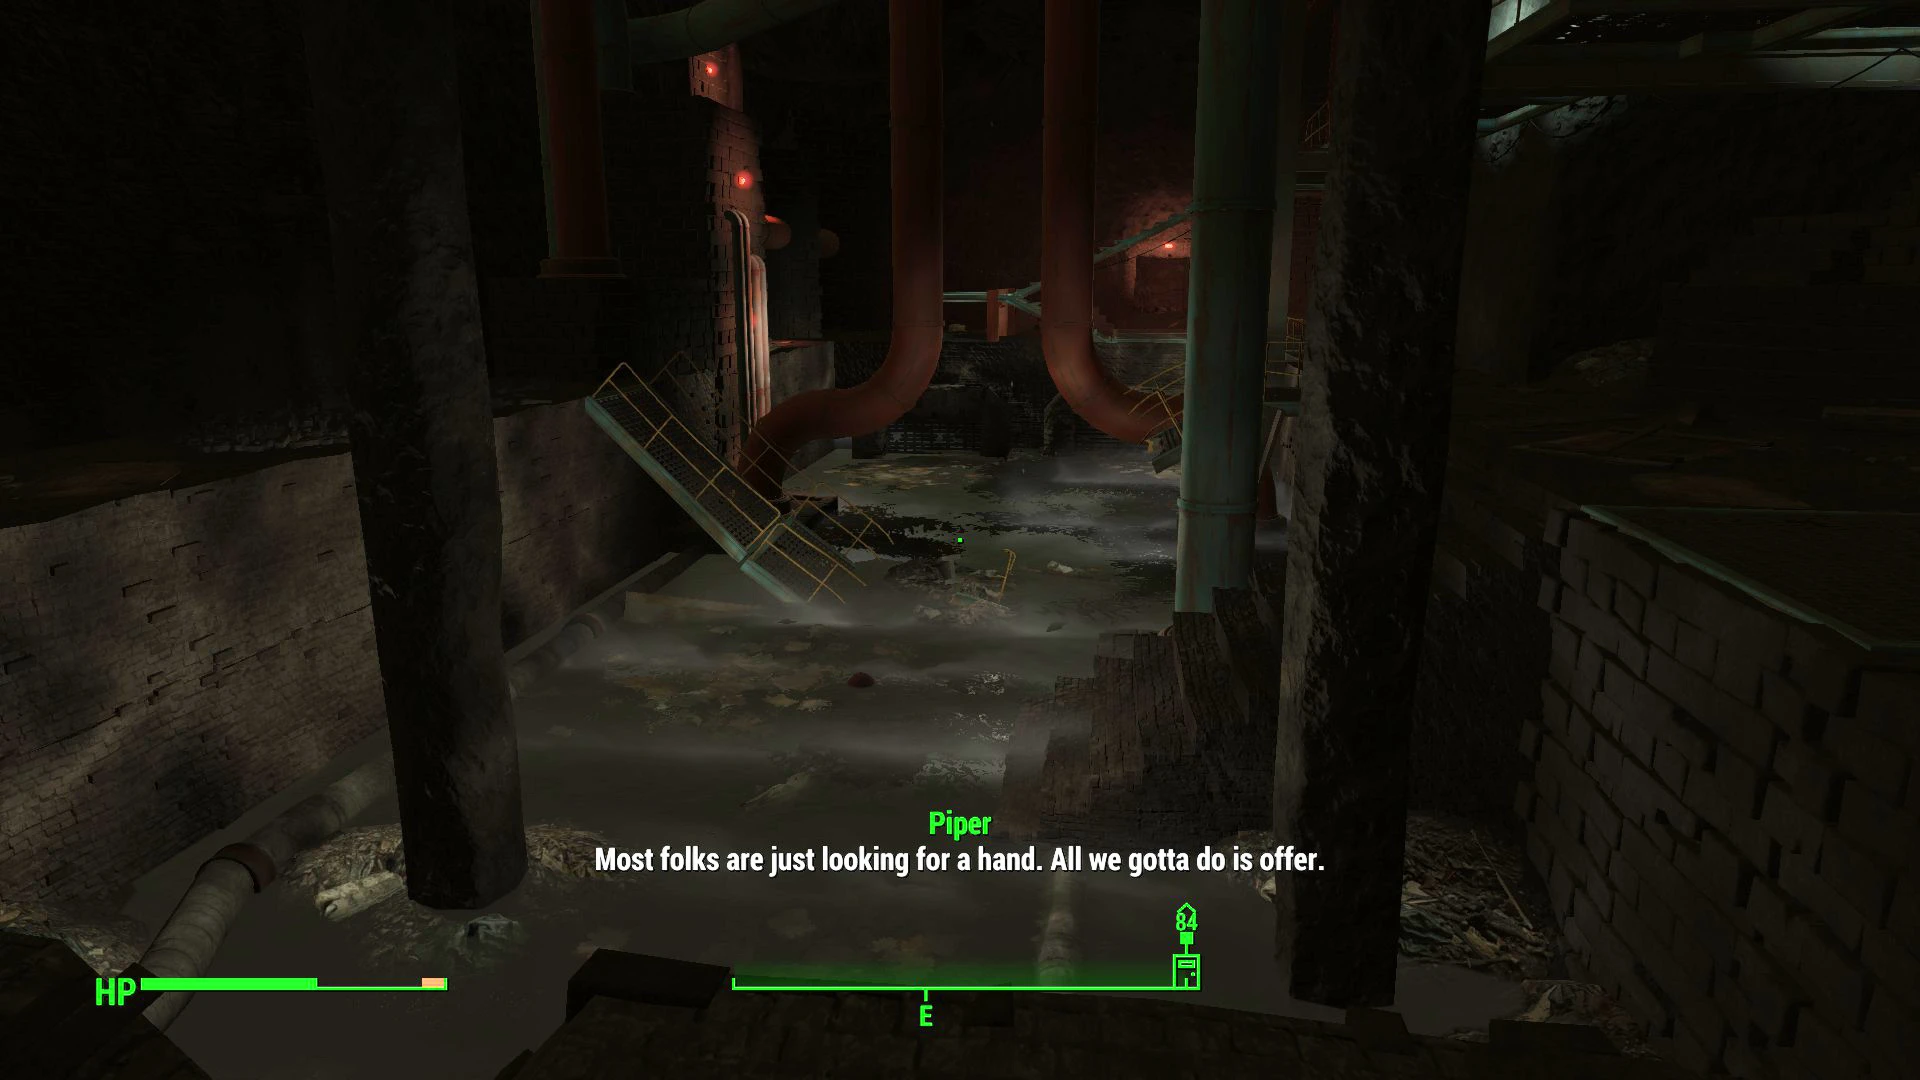 Piper
Most folks are just looking for a hand. All we gotta do is offer.
84
HP
E